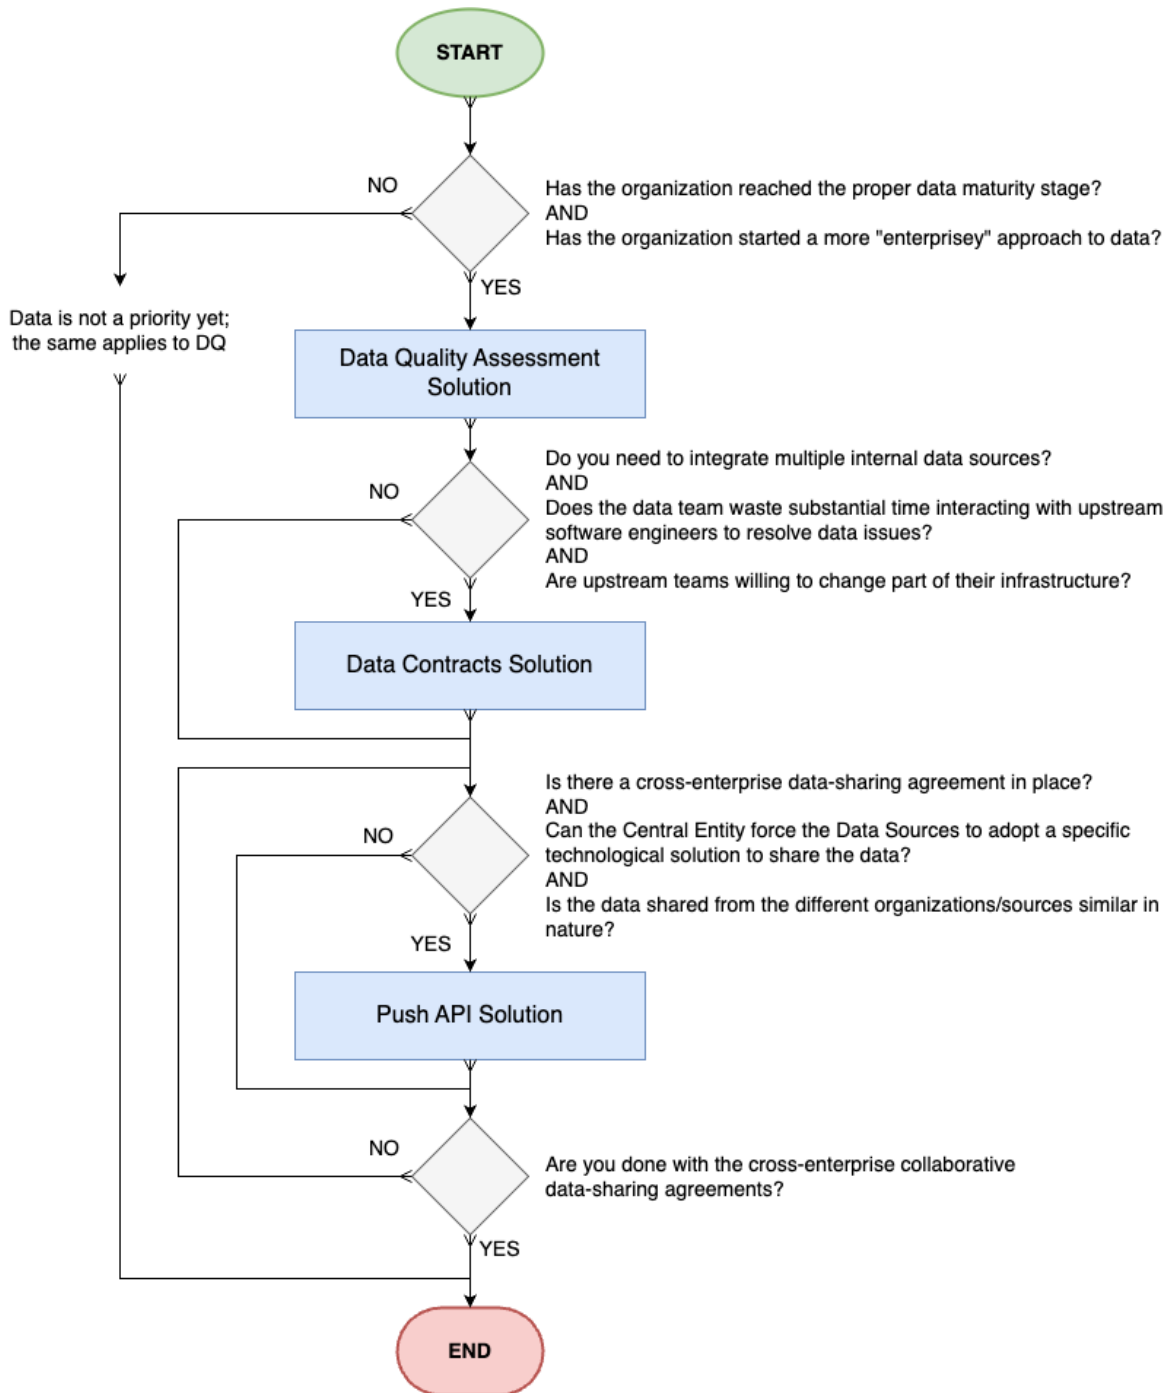 START
NO
Has the organization reached the proper data maturity stage?
AND
Has the organization started a more "enterprisey" approach to data?
YES
Data is not a priority yet;
the same applies to DQ
Data Quality Assessment
Solution
Do you need to integrate multiple internal data sources?
AND
NO
Does the data team waste substantial time interacting with upstream
software engineers to resolve data issues?
AND
Are upstream teams willing to change part of their infrastructure?
YES
Data Contracts Solution
Is there a cross-enterprise data-sharing agreement in place?
AND
NO
Can the Central Entity force the Data Sources to adopt a specific
technological solution to share the data?
AND
Is the data shared from the different organizations/sources similar in
nature?
YES
Push API Solution
NO
Are you done with the cross-enterprise collaborative
data-sharing agreements?
YES
END